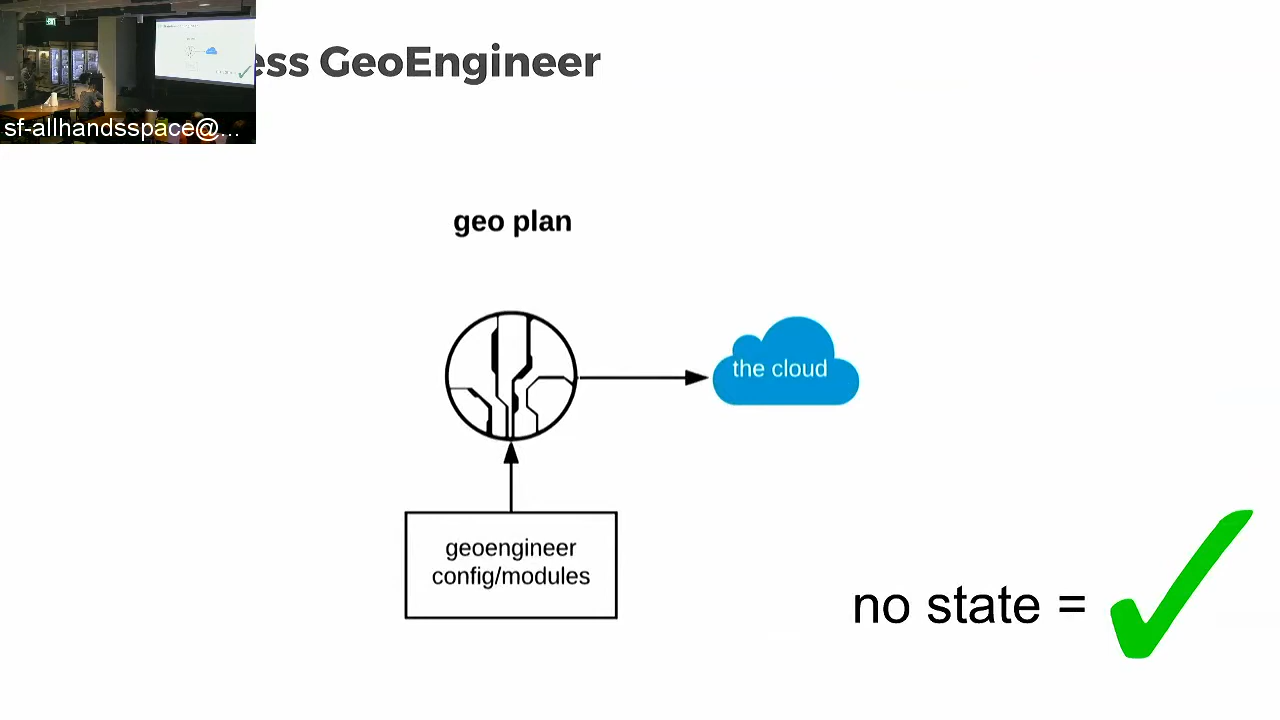 ess GeoEngineer
sf-allhandsspace@...
geo plan
the cloud
geoengineer
config/modules
no state =